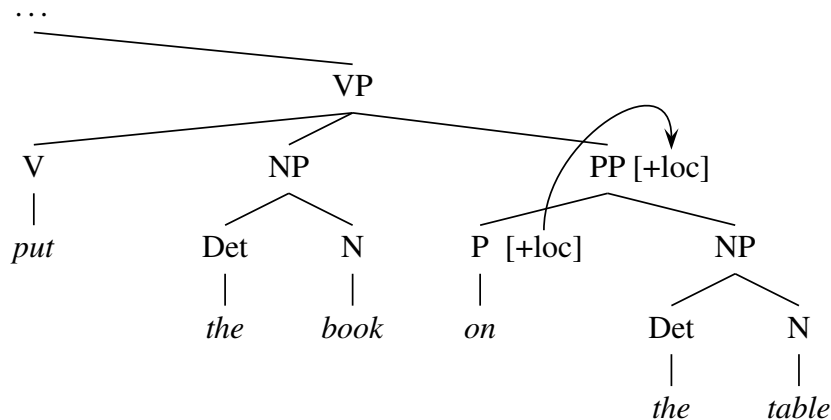 …
VP
V NP PP [+loc]
put Det N P [+loc] NP
the book on Det N
the table